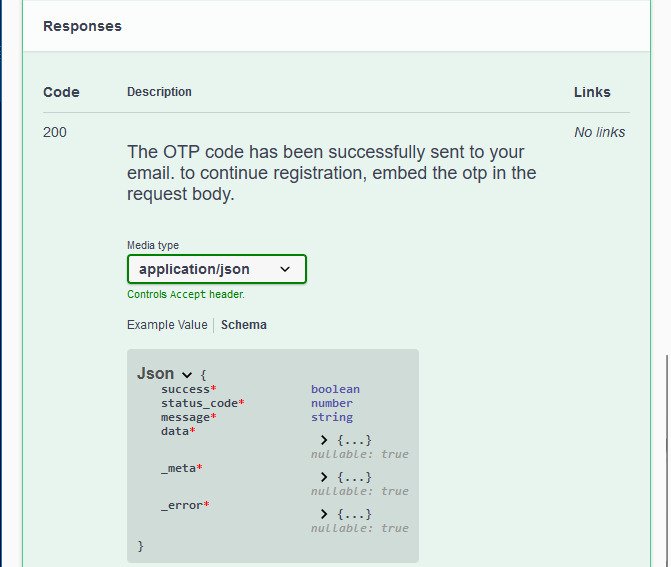 Responses
Code Description Links
200 No links
The OTP code has been successfully sent to your
email. to continue registration, embed the otp in the
request body.
Media type
application/json
Controls Accept header.
Example Value Schema
Json {
success* boolean
status_code* number
message* string
data*
{...}
nullable: true
_meta*
{...}
nullable: true
_error*
{...}
nullable: true
}